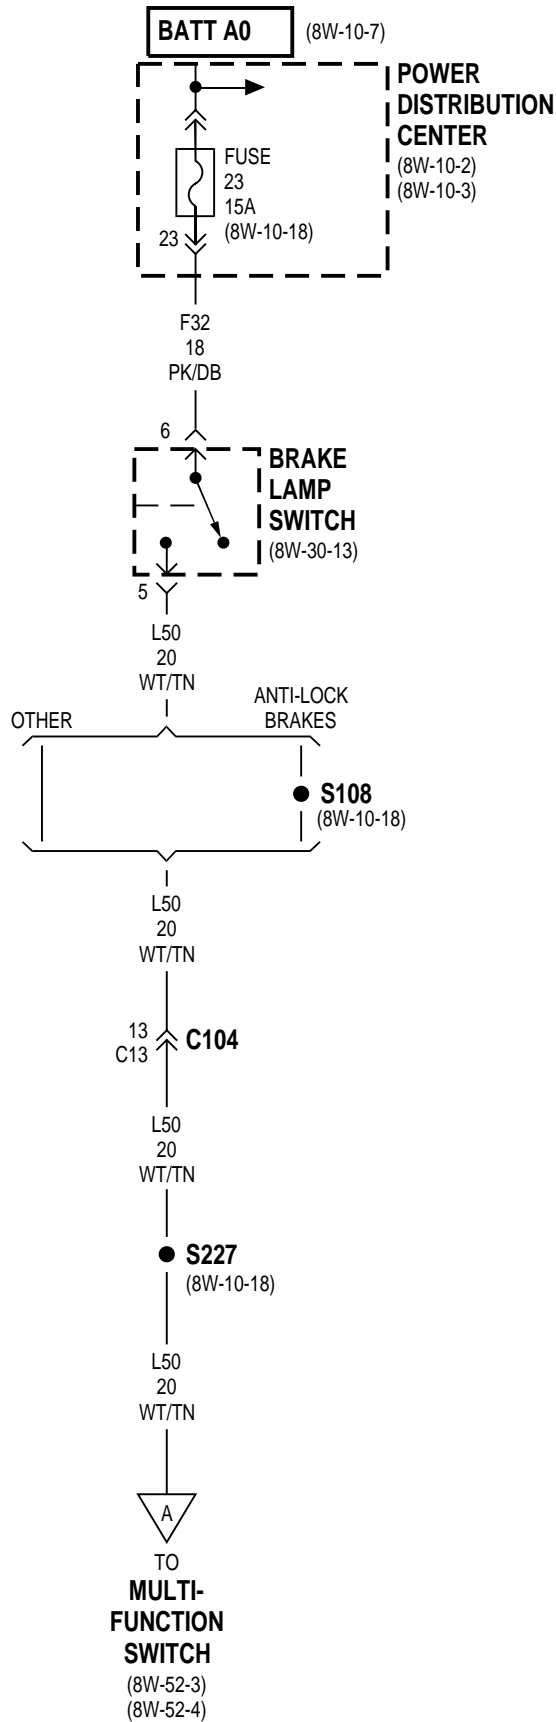 BATT A0
(8W-10-7)
POWER
DISTRIBUTION
CENTER
(8W-10-2)
(8W-10-3)
FUSE
23
15A
(8W-10-18)
23
F32
18
PK/DB
6
BRAKE
LAMP
SWITCH
(8W-30-13)
5
L50
20
WT/TN
OTHER
ANTI-LOCK
BRAKES
S108
(8W-10-18)
L50
20
WT/TN
13
C13
C104
L50
20
WT/TN
S227
(8W-10-18)
L50
20
WT/TN
A
TO
MULTI-
FUNCTION
SWITCH
(8W-52-3)
(8W-52-4)